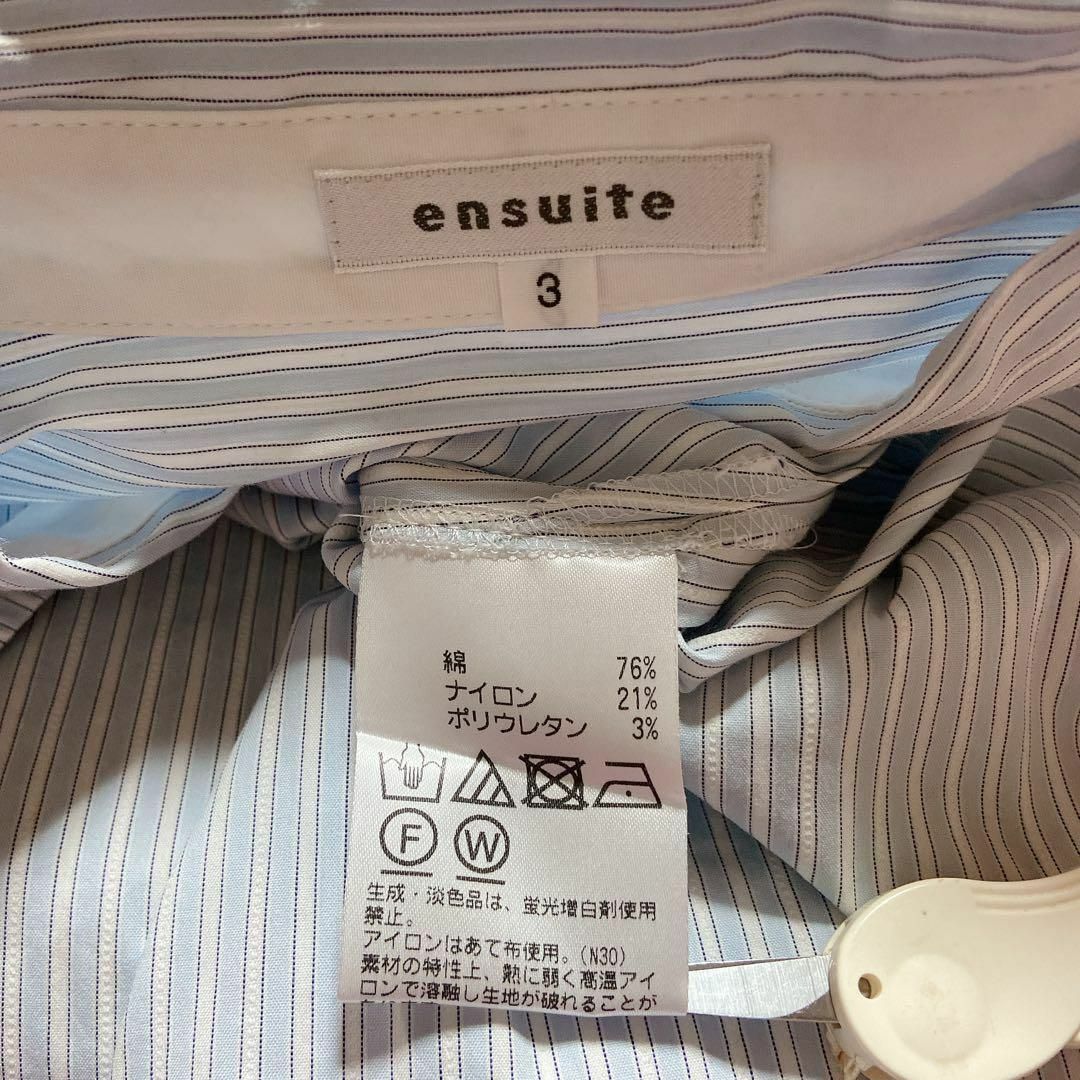 ensuite
3
綿 76%
ナイロン 21%
ポリウレタン 3%
F W
生成・淡色品は、蛍光増白剤使用
禁止。
アイロンはあて布使用。(N30)
素材の特性上、熱に弱く高温アイ
ロンで溶融し生地が破れることが